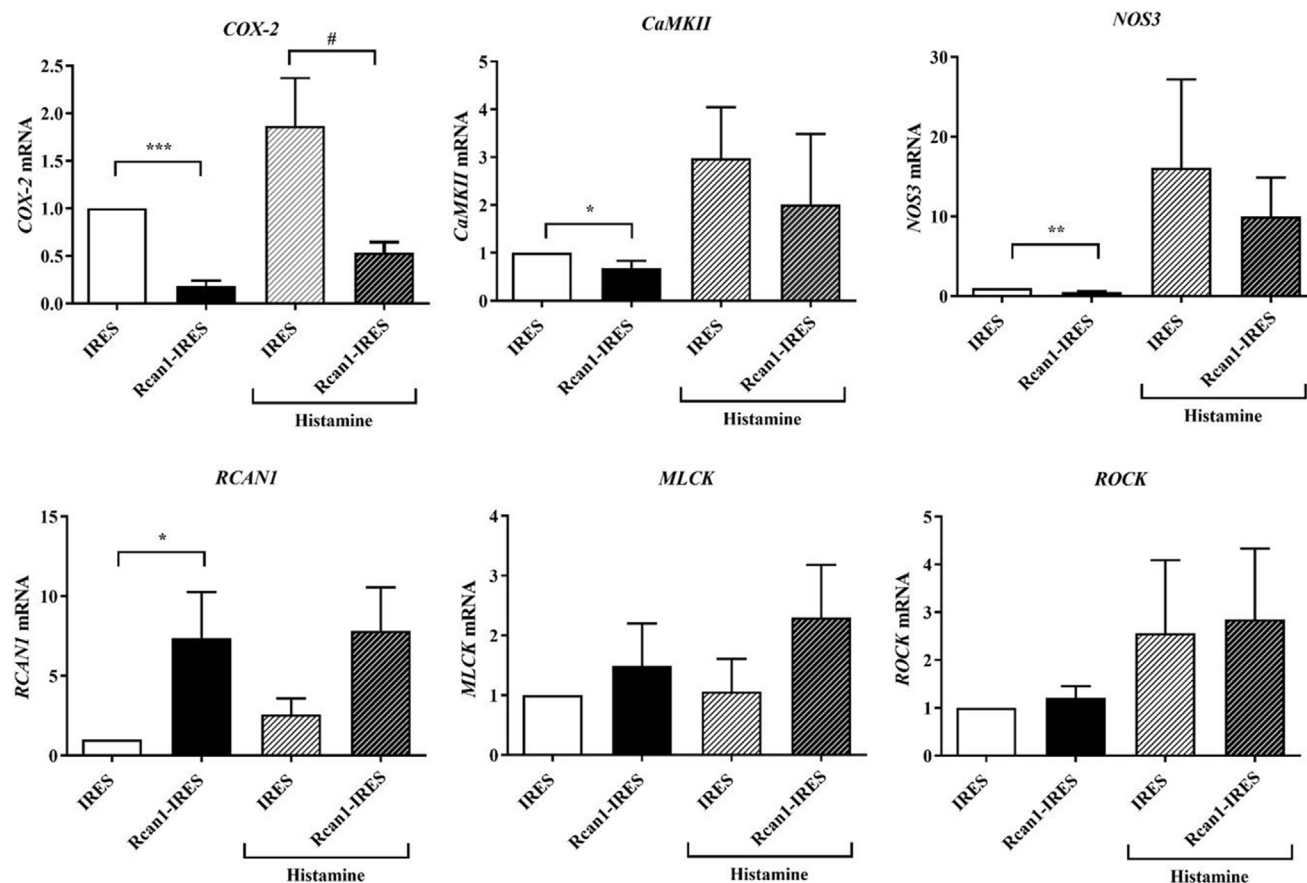 COX-2
#
***
COX-2 mRNA
2.5
2.0
1.5
1.0
0.5
0.0
IRES
Rcan1-IRES
IRES
Rcan1-IRES
Histamine
CaMKII
*
CaMKII mRNA
5
4
3
2
1
0
IRES
Rcan1-IRES
IRES
Rcan1-IRES
Histamine
NOS3
**
NOS3 mRNA
30
20
10
0
IRES
Rcan1-IRES
IRES
Rcan1-IRES
Histamine
RCAN1
*
RCAN1 mRNA
15
10
5
0
IRES
Rcan1-IRES
IRES
Rcan1-IRES
Histamine
MLCK
MLCK mRNA
4
3
2
1
0
IRES
Rcan1-IRES
IRES
Rcan1-IRES
Histamine
ROCK
ROCK mRNA
5
4
3
2
1
0
IRES
Rcan1-IRES
IRES
Rcan1-IRES
Histamine